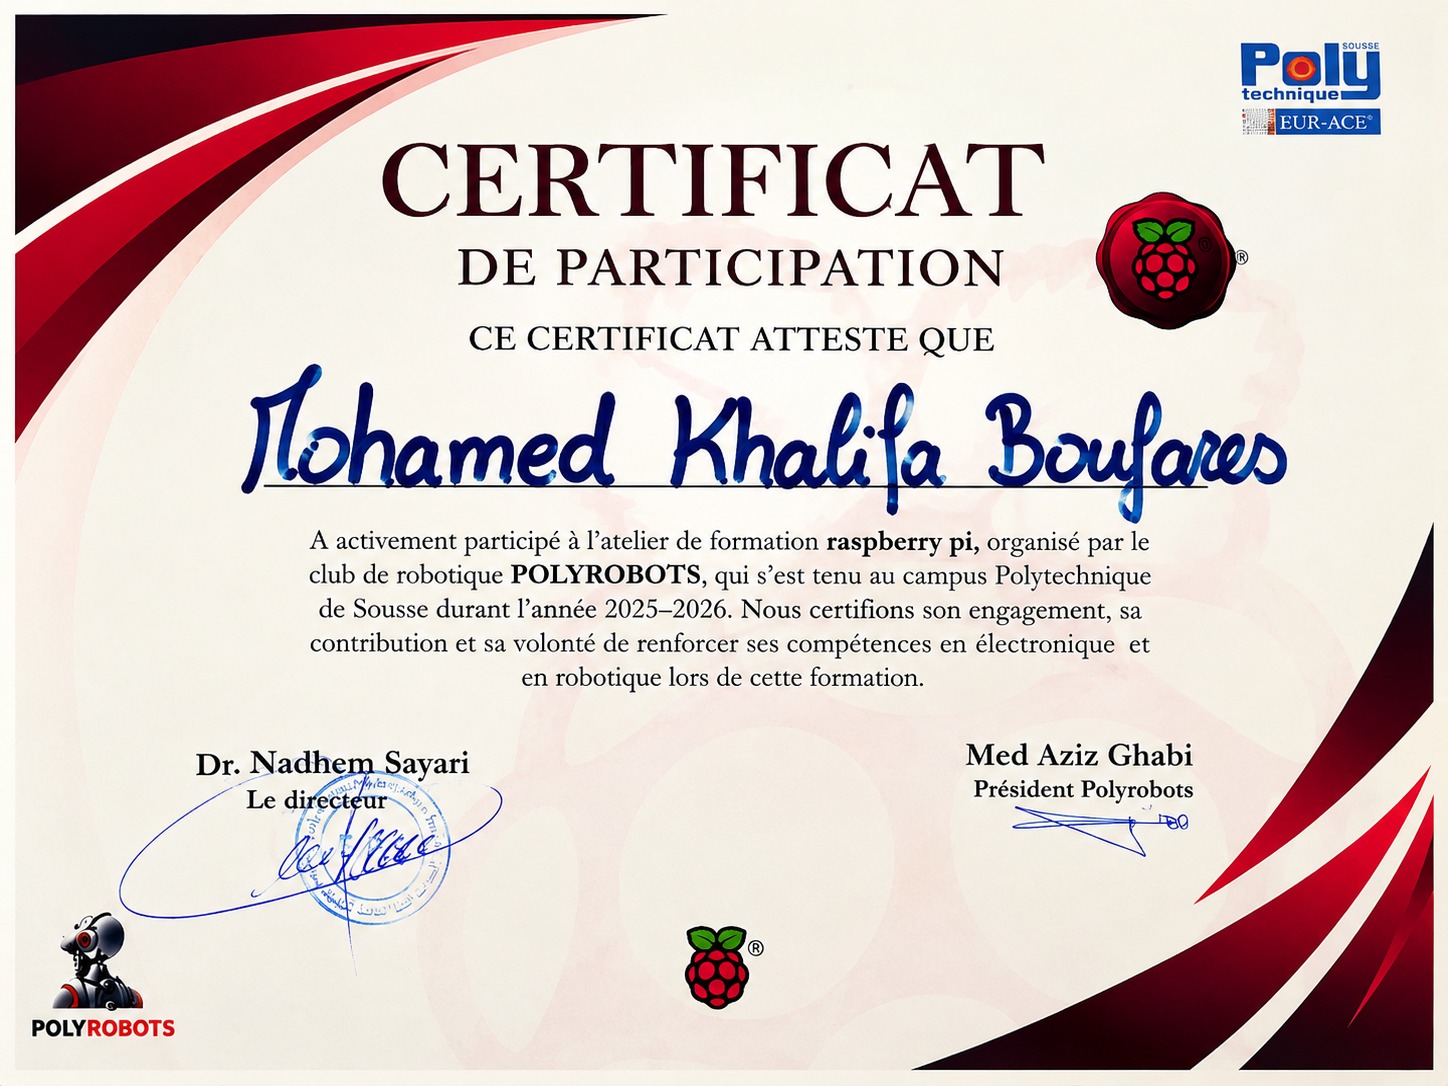 Poly
SOUSSE
technique
EUR-ACE®
CERTIFICAT
DE PARTICIPATION
®
CE CERTIFICAT ATTESTE QUE
Mohamed Khalifa Boufares
A activement participé à l’atelier de formation raspberry pi, organisé par le
club de robotique POLYROBOTS, qui s’est tenu au campus Polytechnique
de Sousse durant l’année 2025–2026. Nous certifions son engagement, sa
contribution et sa volonté de renforcer ses compétences en électronique et
en robotique lors de cette formation.
Dr. Nadhem Sayari
Le directeur
Med Aziz Ghabi
Président Polyrobots
®
POLYROBOTS